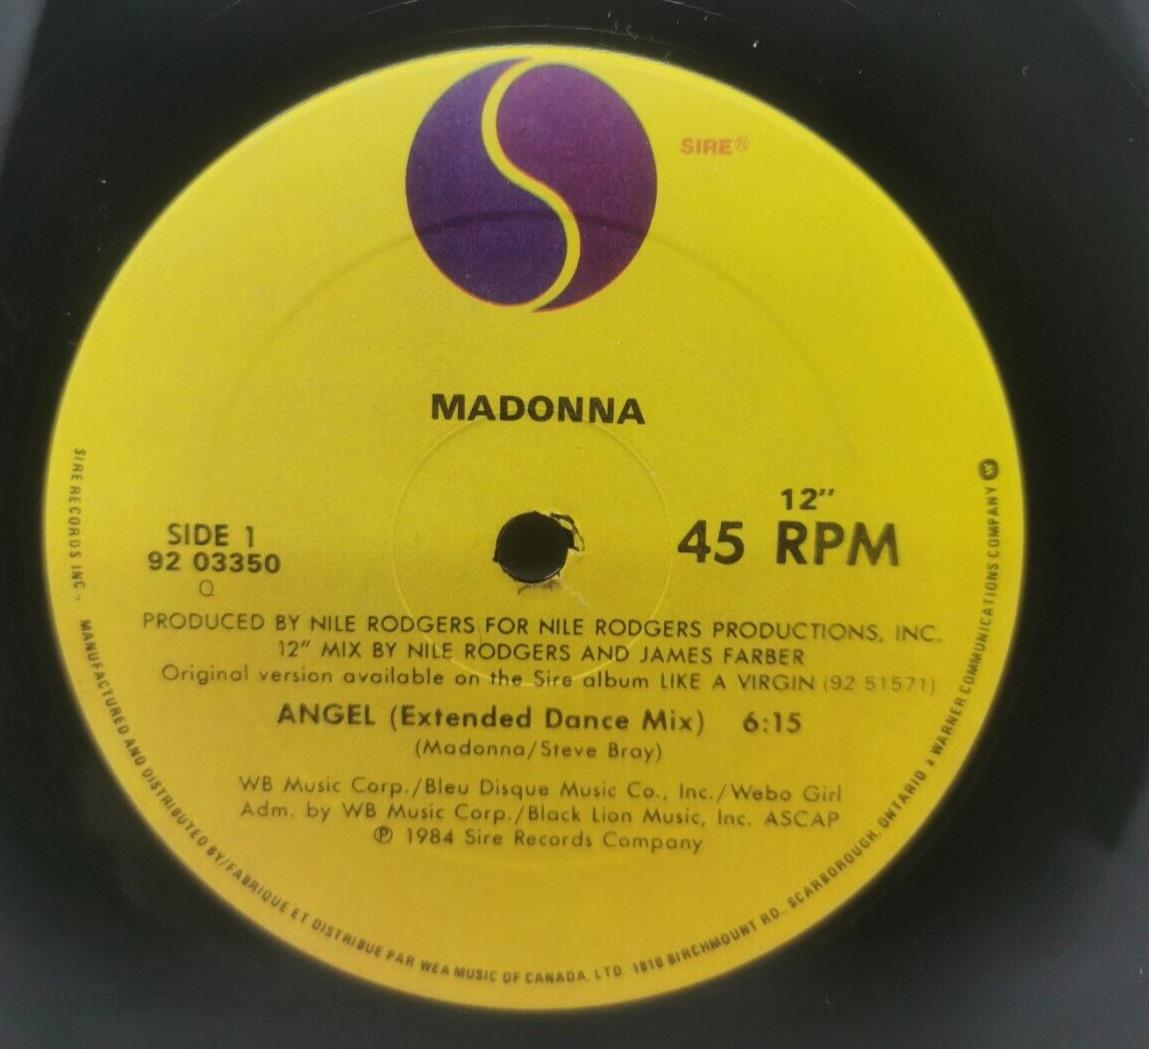 SIRE®
MADONNA
12"
45 RPM
SIDE 1
92 03350
Q
PRODUCED BY NILE RODGERS FOR NILE RODGERS PRODUCTIONS, INC.
12" MIX BY NILE RODGERS AND JAMES FARBER
Original version available on the Sire album LIKE A VIRGIN (92 51571)
ANGEL (Extended Dance Mix) 6:15
(Madonna/Steve Bray)
WB Music Corp./Bleu Disque Music Co., Inc./Webo Girl
Adm. by WB Music Corp./Black Lion Music, Inc. ASCAP
℗ 1984 Sire Records Company
SIRE RECORDS INC., MANUFACTURED AND DISTRIBUTED BY/FABRIQUE ET DISTRIBUE PAR WEA MUSIC OF CANADA, LTD. 1810 BIRCHMOUNT RD., SCARBOROUGH, ONTARIO a WARNER COMMUNICATIONS COMPANY